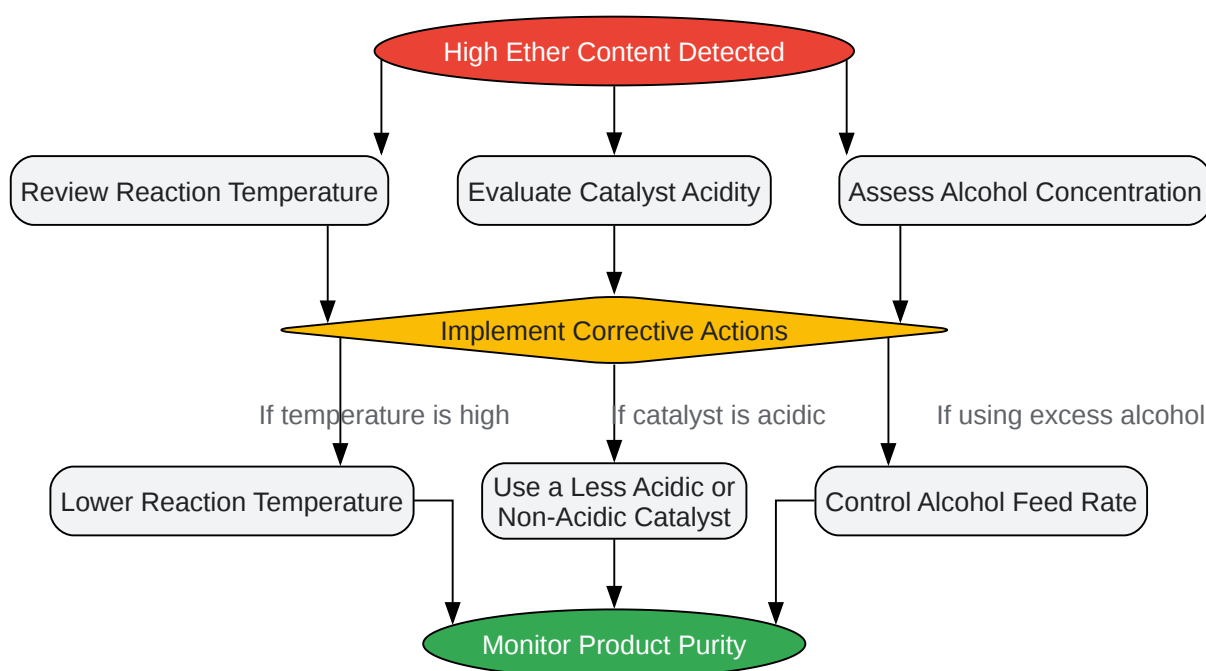 High Ether Content Detected
Review Reaction Temperature
Evaluate Catalyst Acidity
Assess Alcohol Concentration
Implement Corrective Actions
If temperature is high
If catalyst is acidic
If using excess alcohol
Lower Reaction Temperature
Use a Less Acidic or
Non-Acidic Catalyst
Control Alcohol Feed Rate
Monitor Product Purity